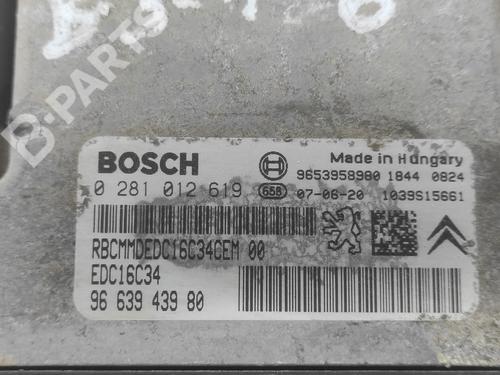 BOSCH
Made in Hungary
9653958980 1844 0824
0 281 012 619
658
07-06-20
1039S15661
RBCMMDEDC16C34CEM 00
EDC16C34
96 639 439 80